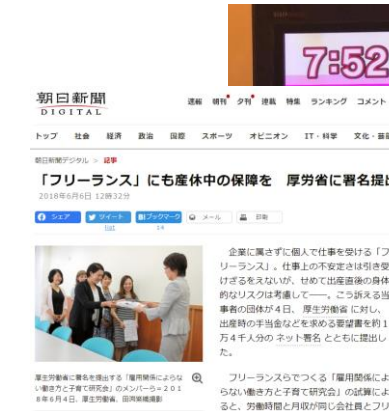 7:52
朝日新聞
DIGITAL
速報 朝刊 夕刊 連載 特集 ランキング コメント
トップ 社会 経済 政治 国際 スポーツ オピニオン IT・科学 文化・芸
朝日新聞デジタル > 記事
「フリーランス」にも産休中の保障を 厚労省に署名提
2018年6月6日 12時32分
シェア ツイート ブックマーク メール 印刷
list 14
企業に属さずに個人で仕事を受ける「フ
リーランス」。仕事上の不安定さは引き受
けざるをえないが、せめて出産直後の身体
的なリスクは考慮して――。こう訴える当
事者の団体が4日、厚生労働省に対し、
出産時の手当金などを求める要望書を約1
万4千人分のネット署名とともに提出し
た。
厚生労働省に署名を提出する「雇用関係によらな
い働き方と子育て研究会」のメンバーら=201
8年6月4日、厚生労働省、
フリーランスらでつくる「雇用関係によ
らない働き方と子育て研究会」の試算によ
ると、労働時間と月収が同じ会社員とフリ